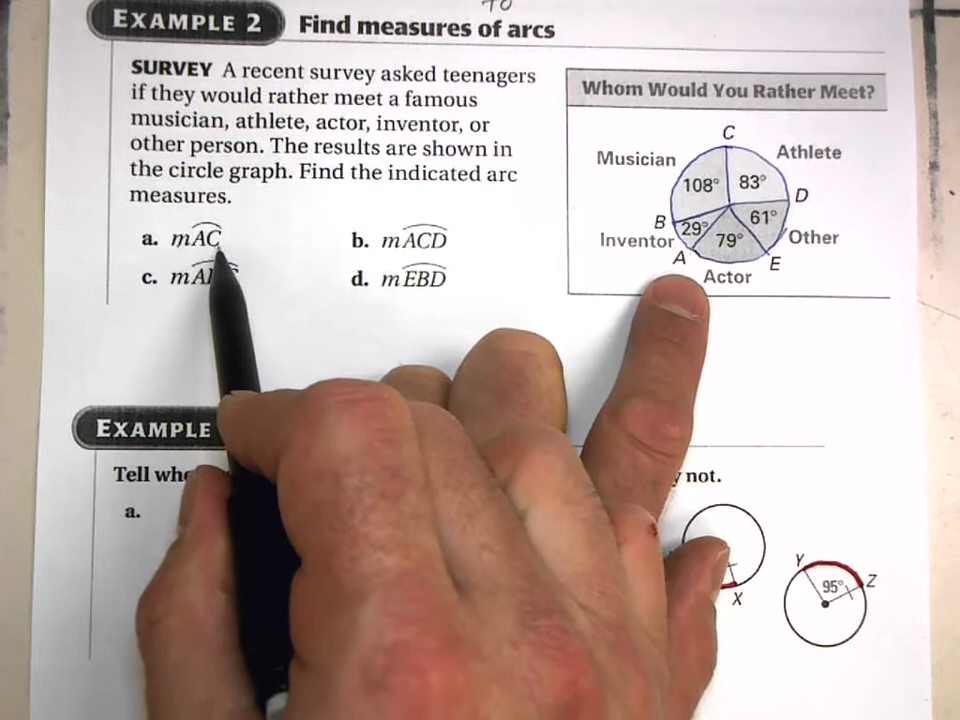 TO
EXAMPLE 2 Find measures of arcs
SURVEY A recent survey asked teenagers
if they would rather meet a famous
musician, athlete, actor, inventor, or
other person. The results are shown in
the circle graph. Find the indicated arc
measures.
a. mAC b. mACD
c. d. mEBD
Whom Would You Rather Meet?
C
Musician Athlete
108° 83°
D
B 29° 61°
Inventor 79° Other
A E
Actor
EXAMPLE
Tell not.
a.
X
Y
95° Z